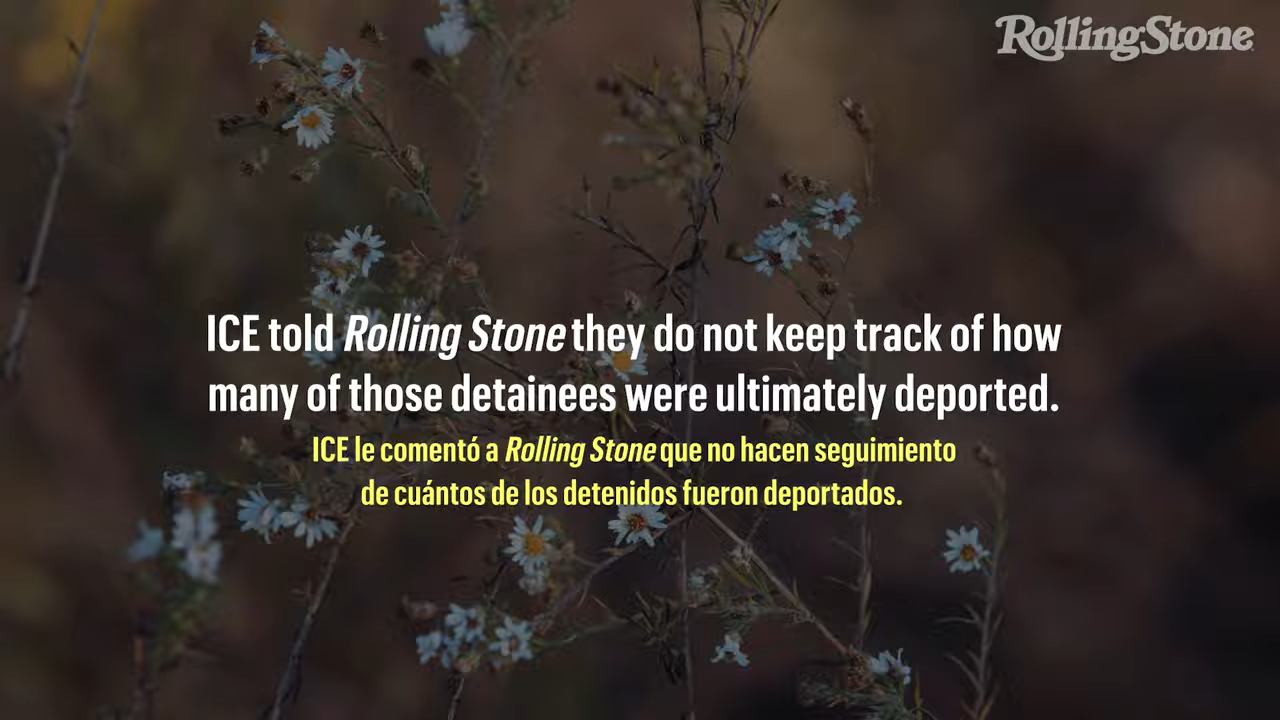 RollingStone
ICE told Rolling Stone they do not keep track of how
many of those detainees were ultimately deported.
ICE le comentó a Rolling Stone que no hacen seguimiento
de cuántos de los detenidos fueron deportados.